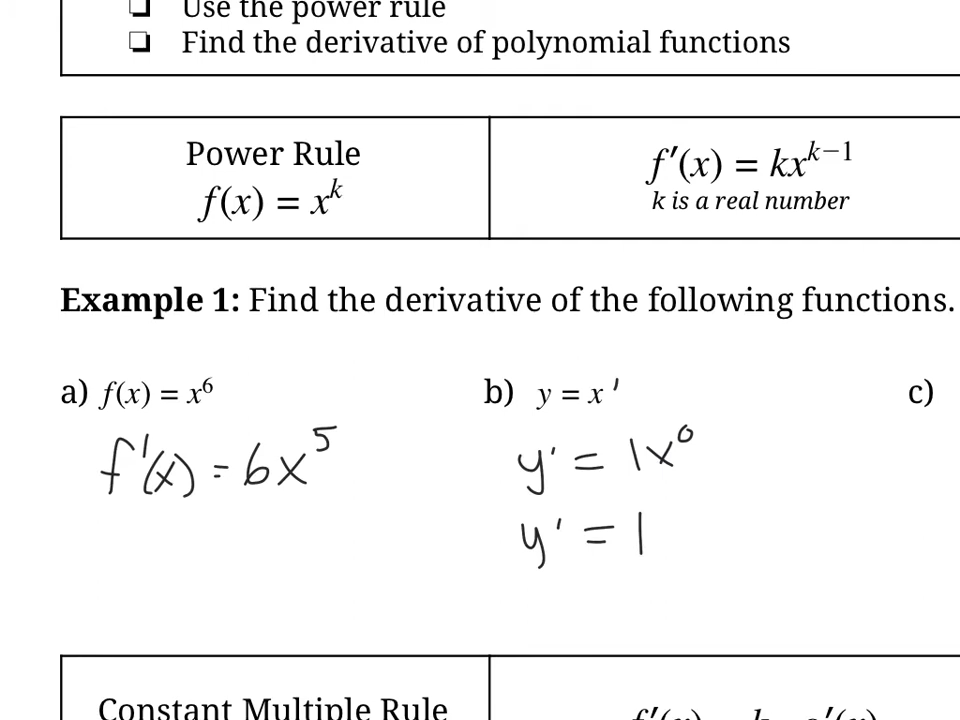 ❏ Use the power rule
❏ Find the derivative of polynomial functions
Power Rule
f(x) = x^k
f′(x) = kx^{k−1}
k is a real number
Example 1: Find the derivative of the following functions.
a) f(x) = x^6
b) y = x^1
c)
f'(x) = 6x^5
y' = 1x^0
y' = 1
Constant Multiple Rule